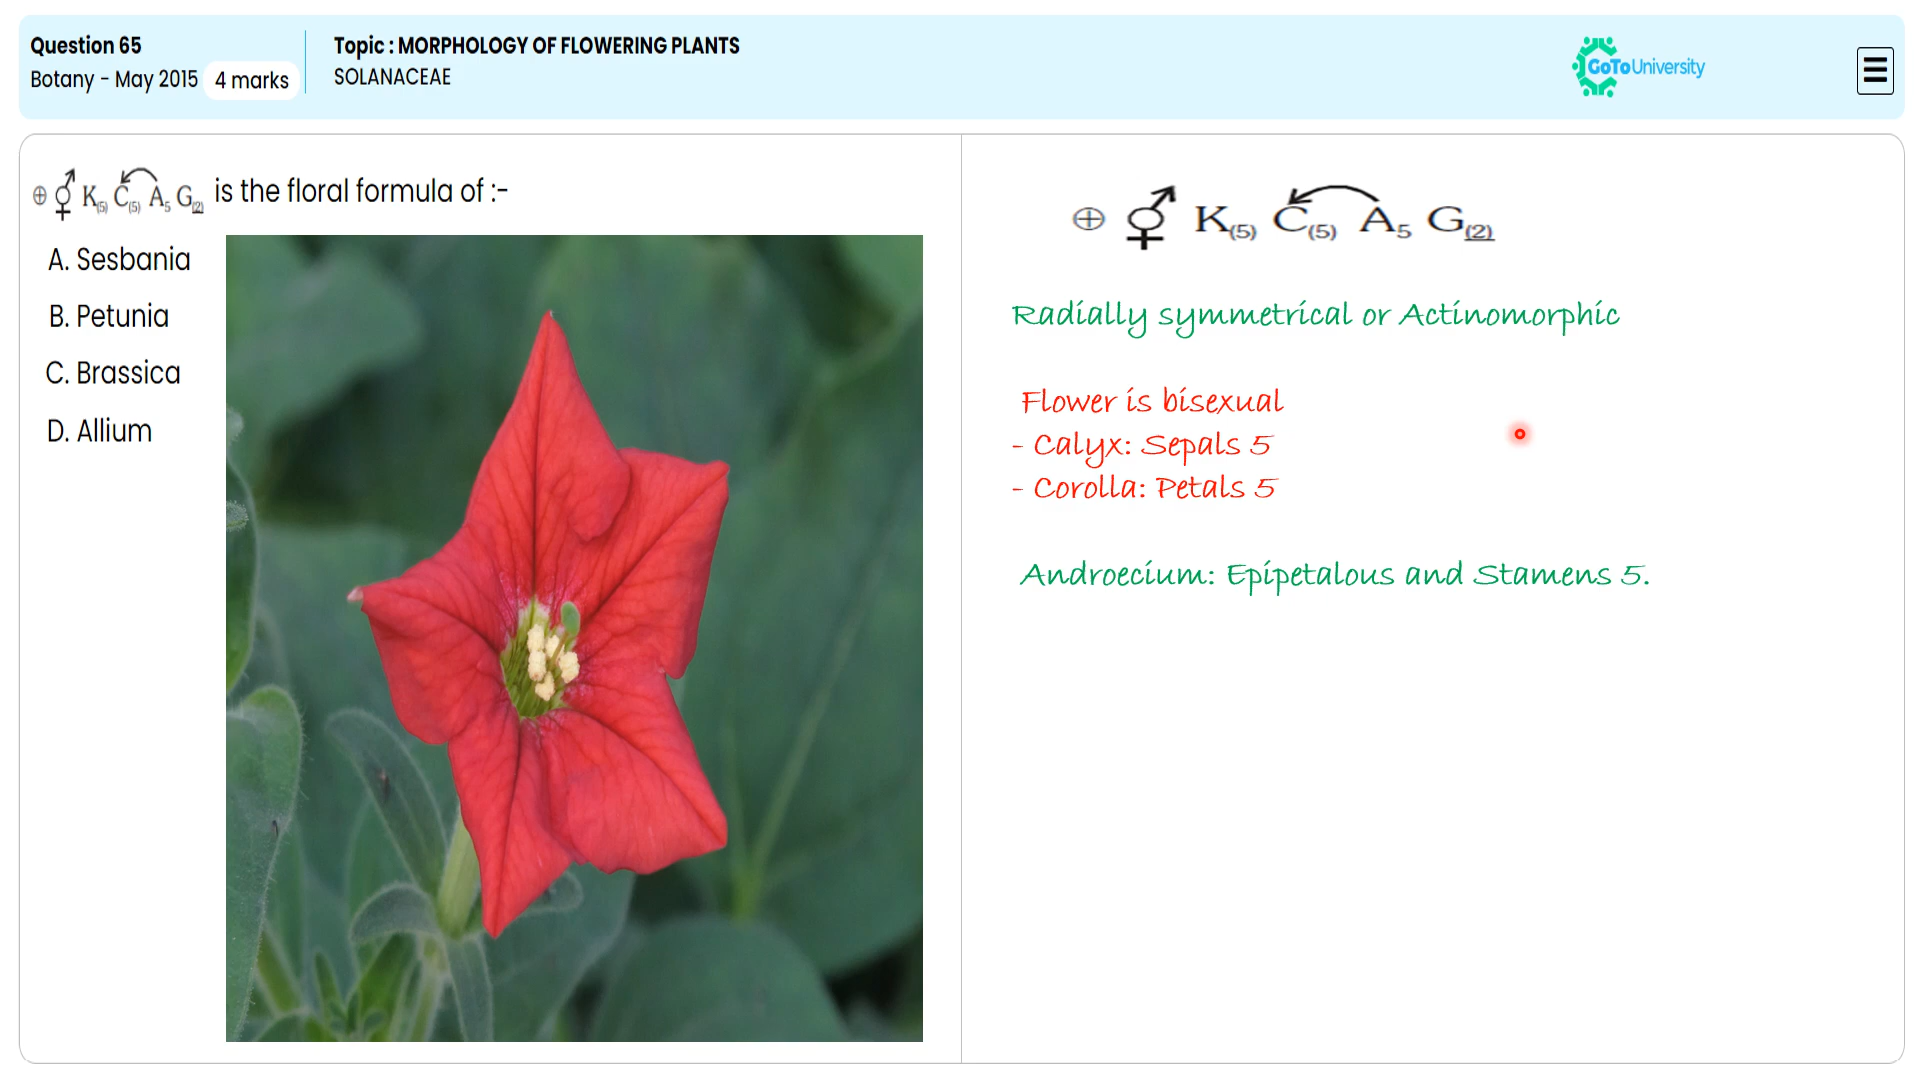 Question 65
Botany - May 2015 4 marks
Topic : MORPHOLOGY OF FLOWERING PLANTS
SOLANACEAE
GoToUniversity
⊕ ⚥ K(5) C(5) A5 G(2) is the floral formula of :-
A. Sesbania
B. Petunia
C. Brassica
D. Allium
⊕ ⚥ K(5) C(5) A5 G(2)
Radially symmetrical or Actinomorphic
Flower is bisexual
- Calyx: Sepals 5
- Corolla: Petals 5
Androecium: Epipetalous and Stamens 5.